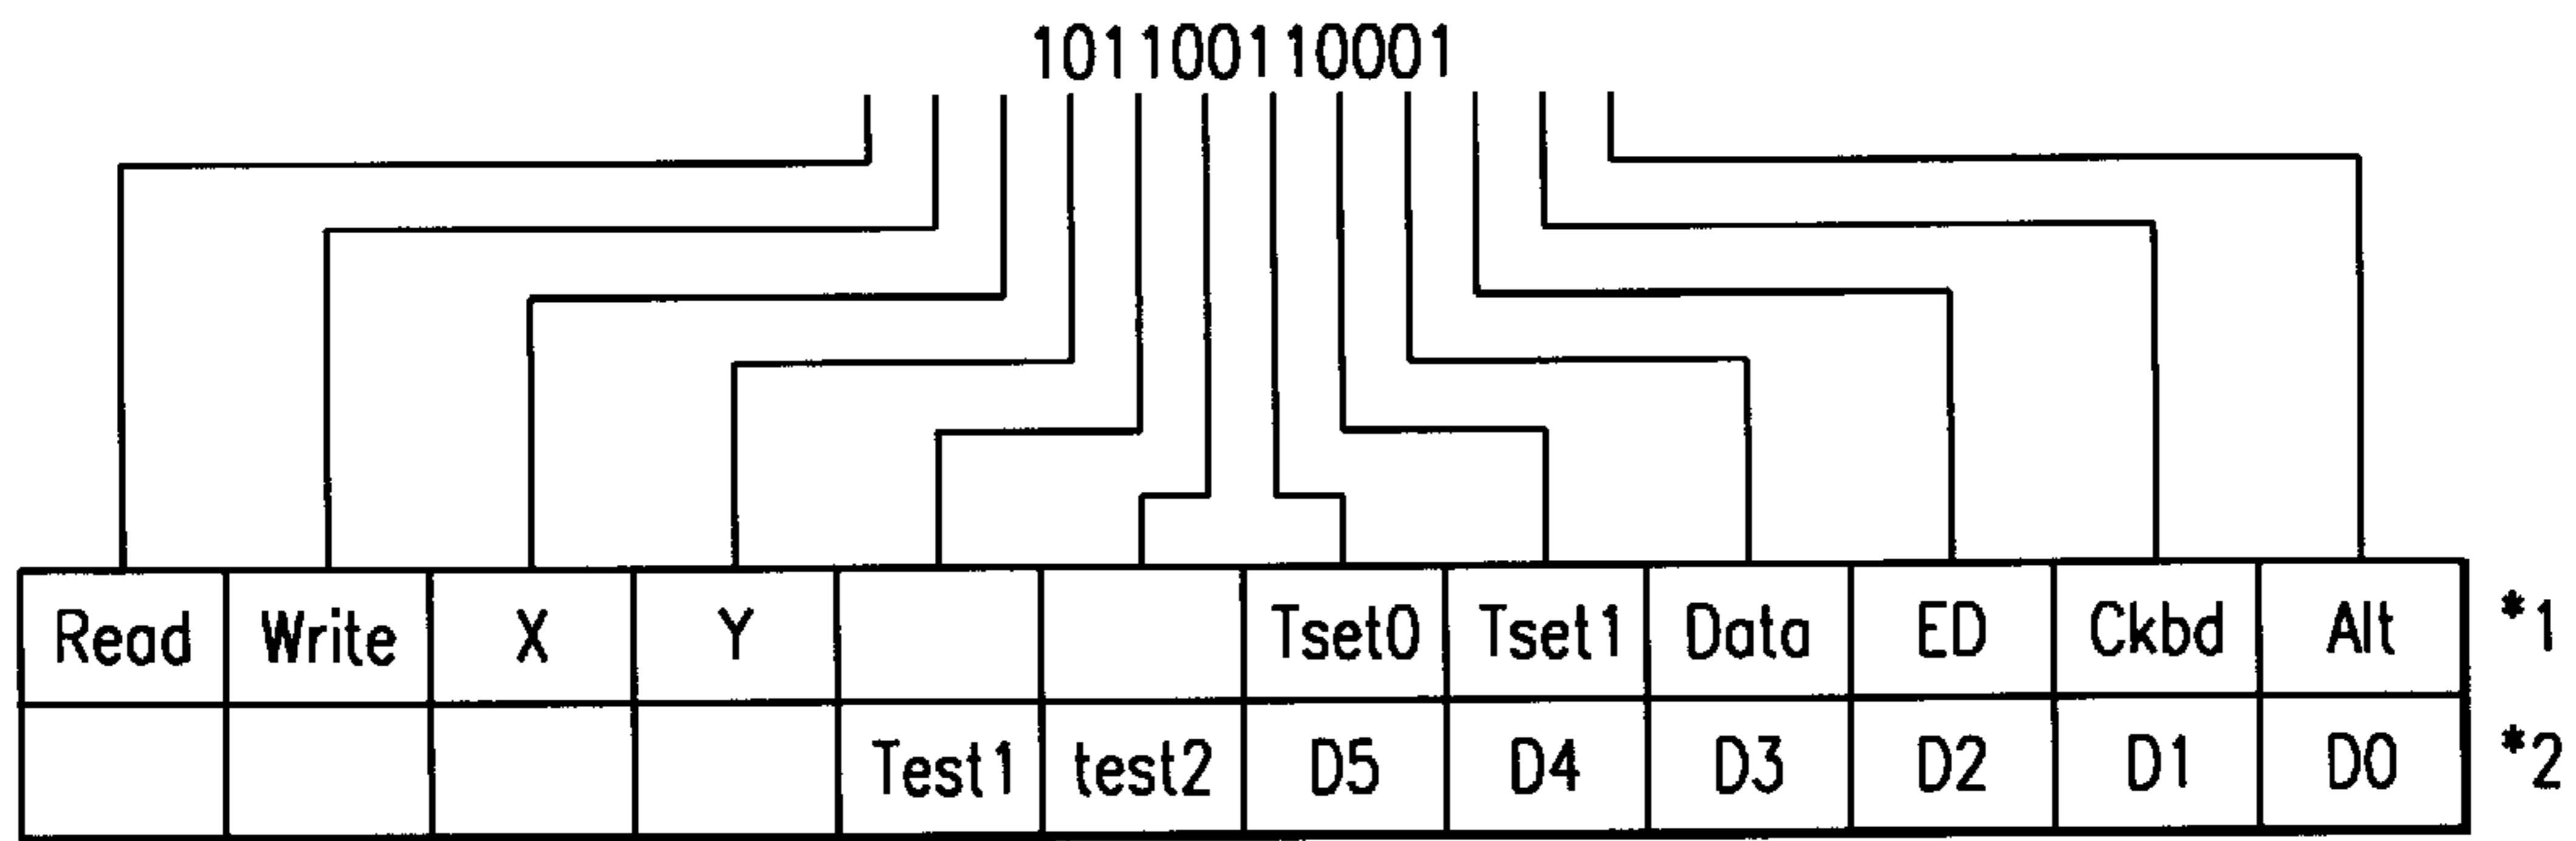 101100110001
Read Write X Y Tset0 Tset1 Data ED Ckbd Alt *1
Test1 test2 D5 D4 D3 D2 D1 D0 *2